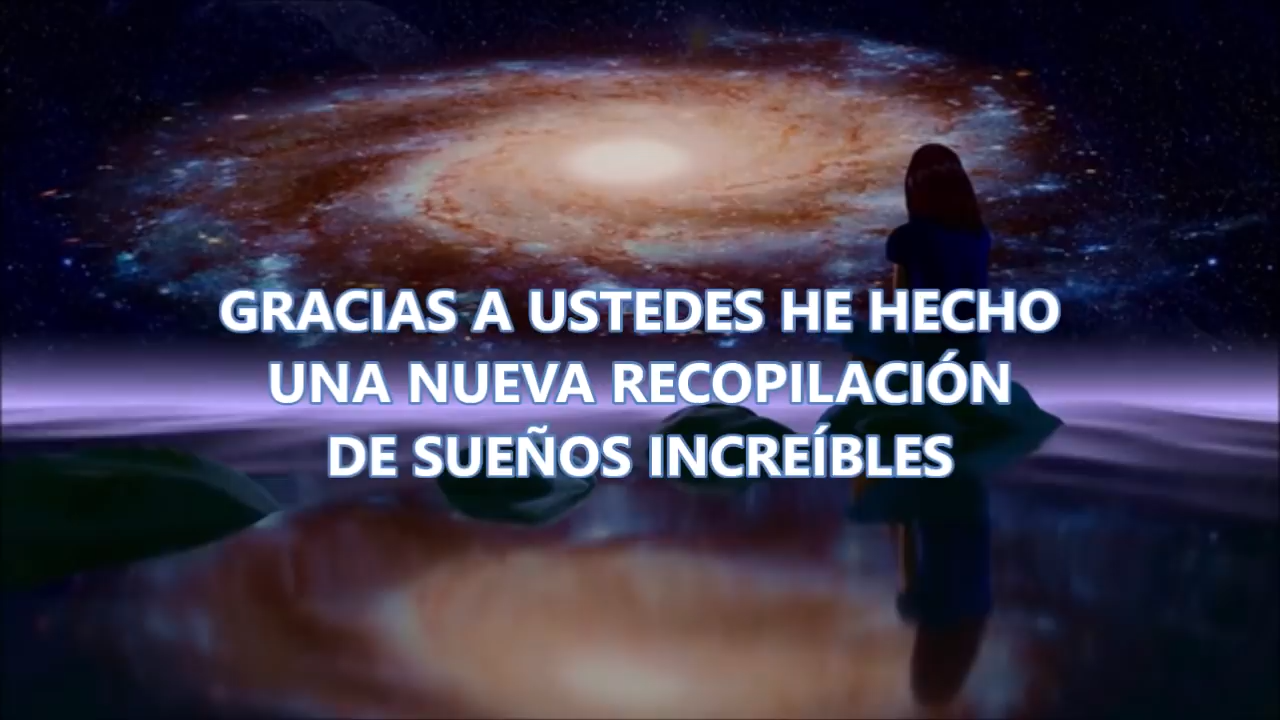 GRACIAS A USTEDES HE HECHO
UNA NUEVA RECOPILACIÓN
DE SUEÑOS INCREÍBLES